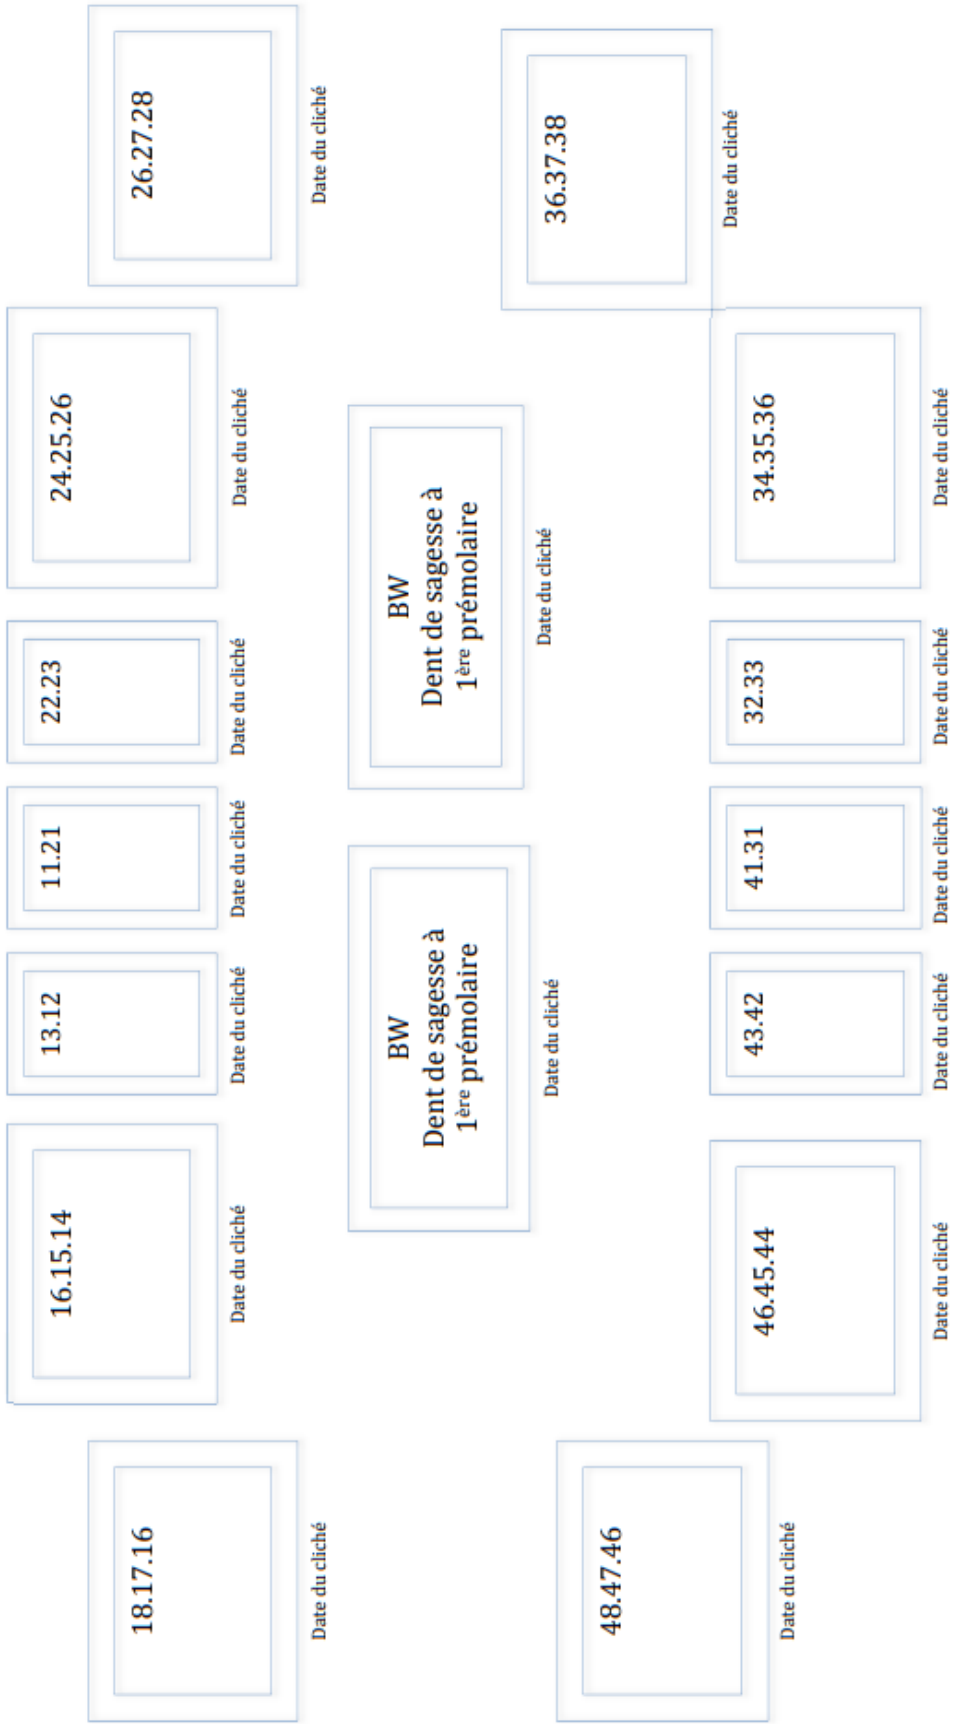 18.17.16
Date du cliché
16.15.14
Date du cliché
13.12
Date du cliché
11.21
Date du cliché
22.23
Date du cliché
24.25.26
Date du cliché
26.27.28
Date du cliché
BW
Dent de sagesse à
1ère prémolaire
Date du cliché
BW
Dent de sagesse à
1ère prémolaire
Date du cliché
48.47.46
Date du cliché
46.45.44
Date du cliché
43.42
Date du cliché
41.31
Date du cliché
32.33
Date du cliché
34.35.36
Date du cliché
36.37.38
Date du cliché